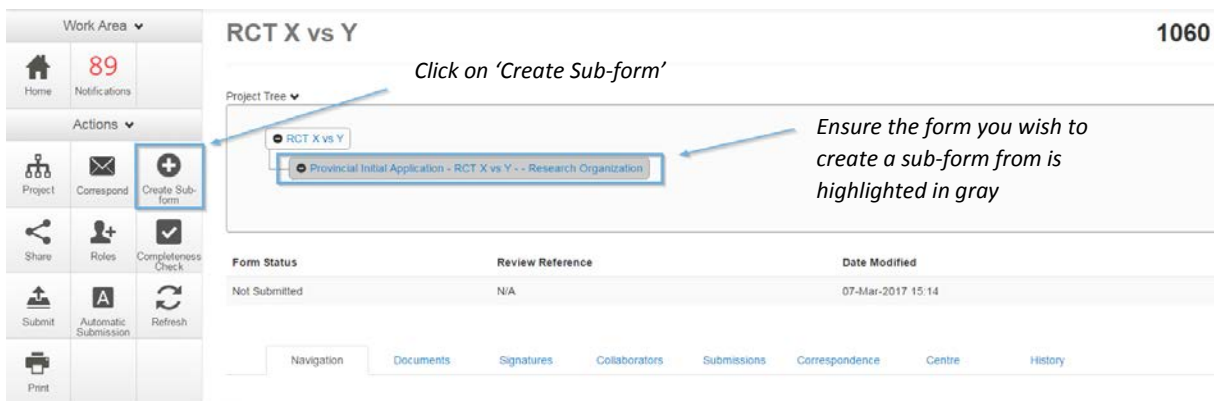 Work Area
RCT X vs Y
1060
89
Home
Notifications
Click on ‘Create Sub-form’
Project Tree
Actions
RCT X vs Y
Provincial Initial Application - RCT X vs Y - - Research Organization
Ensure the form you wish to
create a sub-form from is
highlighted in gray
Project
Correspond
Create Sub-
form
Share
Roles
Completeness
Check
Form Status
Review Reference
Date Modified
Not Submitted
N/A
07-Mar-2017 15:14
Submit
A
Automatic
Submission
Refresh
Navigation
Documents
Signatures
Collaborators
Submissions
Correspondence
Centre
History
Print